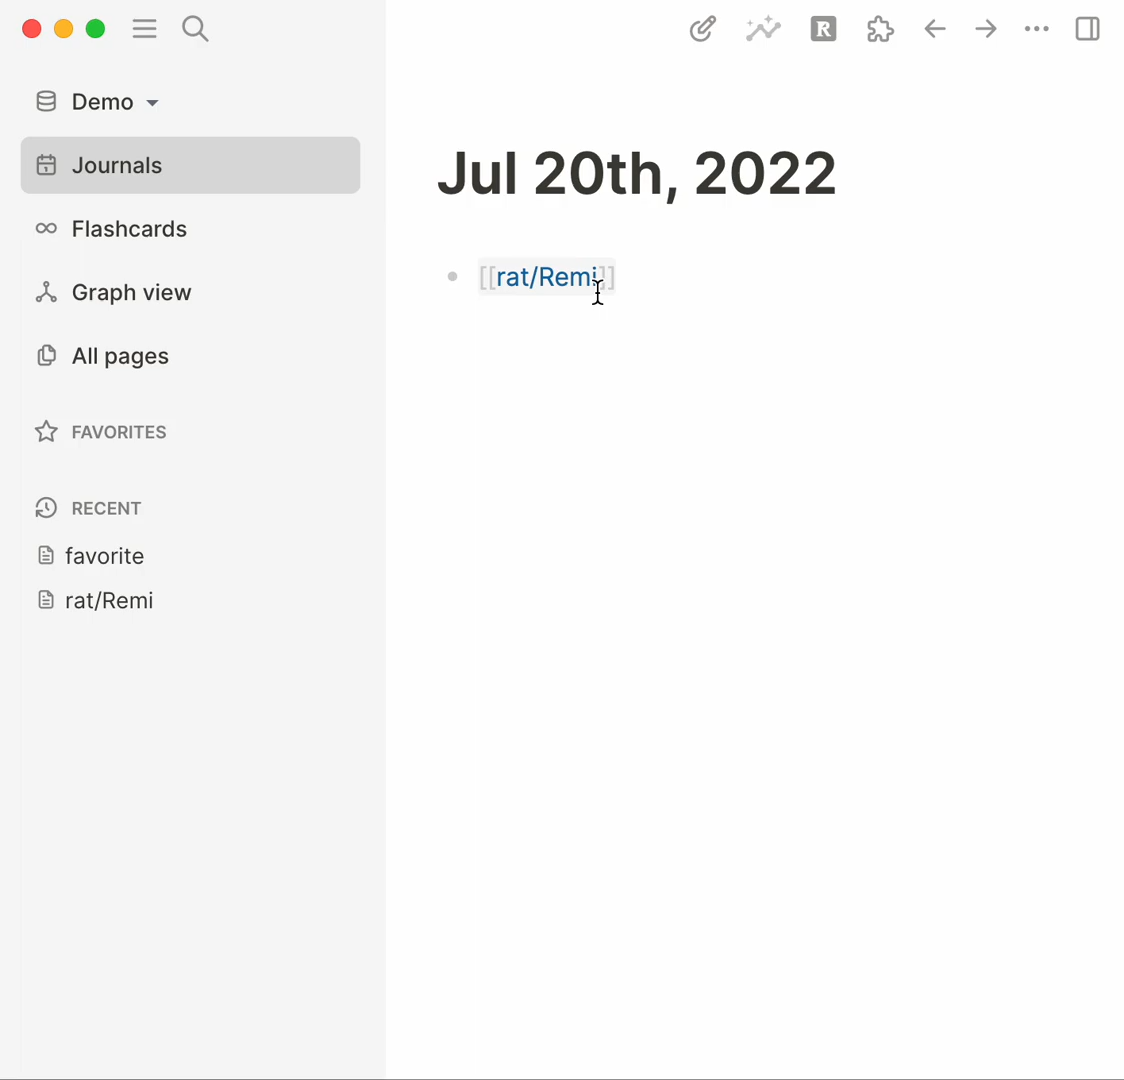 R
Demo
Journals
Flashcards
Graph view
All pages
FAVORITES
RECENT
favorite
rat/Remi
Jul 20th, 2022
[[rat/Remi]]